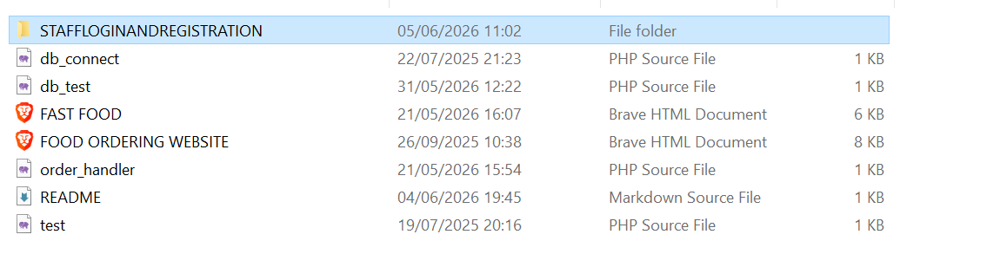 STAFFLOGINANDREGISTRATION 05/06/2026 11:02 File folder
db_connect 22/07/2025 21:23 PHP Source File 1 KB
db_test 31/05/2026 12:22 PHP Source File 1 KB
FAST FOOD 21/05/2026 16:07 Brave HTML Document 6 KB
FOOD ORDERING WEBSITE 26/09/2025 10:38 Brave HTML Document 8 KB
order_handler 21/05/2026 15:54 PHP Source File 1 KB
README 04/06/2026 19:45 Markdown Source File 1 KB
test 19/07/2025 20:16 PHP Source File 1 KB